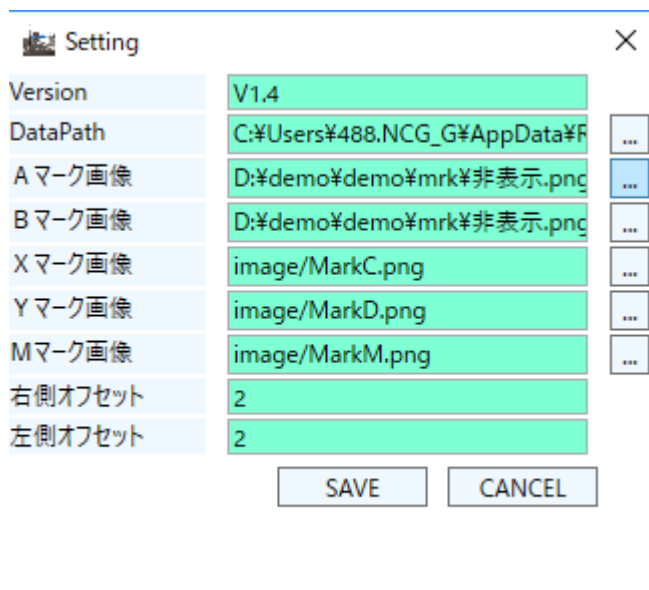 Setting
Version V1.4
DataPath C:¥Users¥488.NCG_G¥AppData¥R ...
Aマーク画像 D:¥demo¥demo¥mrk¥非表示.png ...
Bマーク画像 D:¥demo¥demo¥mrk¥非表示.png ...
Xマーク画像 image/MarkC.png ...
Yマーク画像 image/MarkD.png ...
Mマーク画像 image/MarkM.png ...
右側オフセット 2
左側オフセット 2
SAVE CANCEL